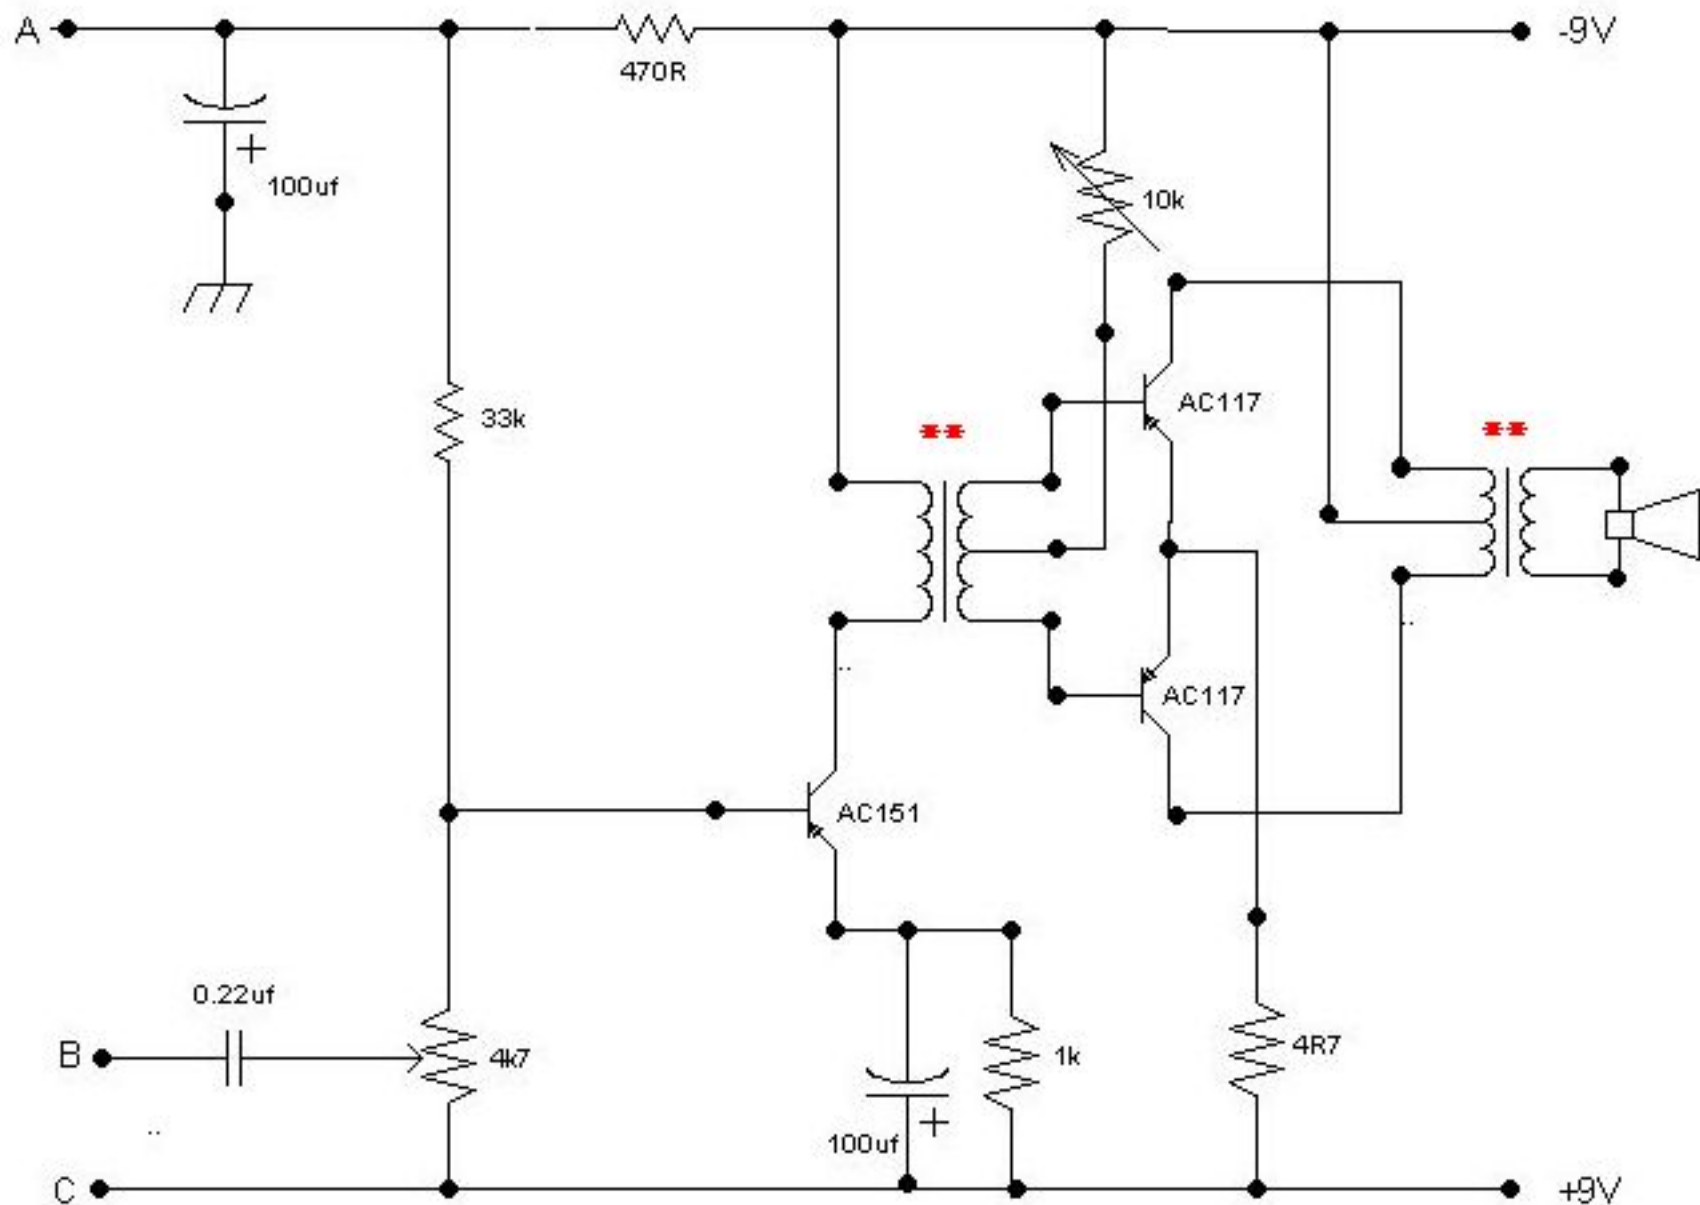 A
-9V
470R
100uf
10k
AC117
33k
**
**
AC117
AC151
0.22uf
B
4k7
1k
4R7
100uf
C
+9V